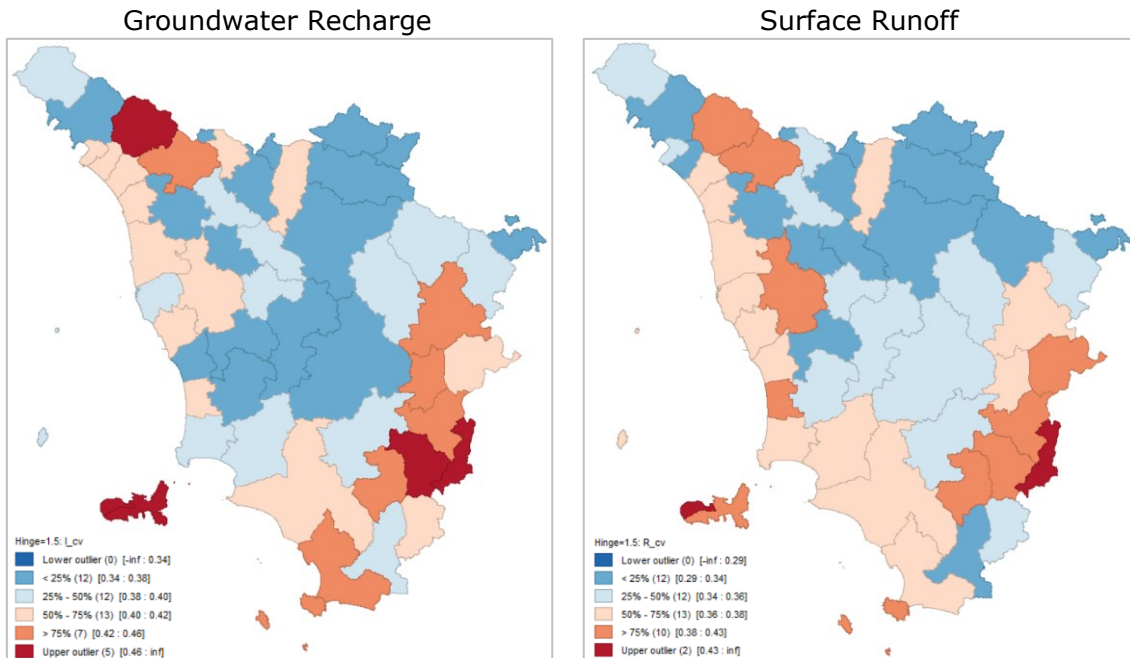 Groundwater Recharge
Hinge=1.5: I_cv
Lower outlier (0) [-inf : 0.34]
< 25% (12) [0.34 : 0.38]
25% - 50% (12) [0.38 : 0.40]
50% - 75% (13) [0.40 : 0.42]
> 75% (7) [0.42 : 0.46]
Upper outlier (5) [0.46 : inf]
Surface Runoff
Hinge=1.5: R_cv
Lower outlier (0) [-inf : 0.29]
< 25% (12) [0.29 : 0.34]
25% - 50% (12) [0.34 : 0.36]
50% - 75% (13) [0.36 : 0.38]
> 75% (10) [0.38 : 0.43]
Upper outlier (2) [0.43 : inf]